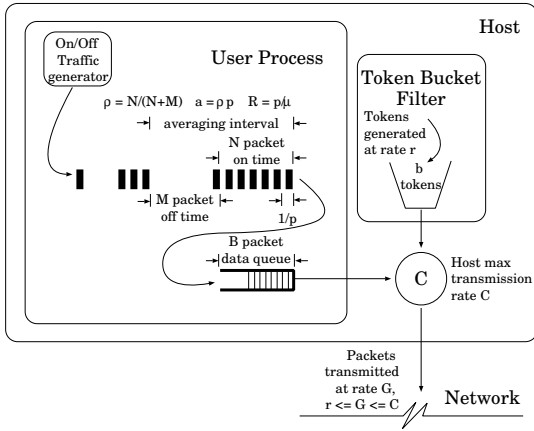 Host
On/Off
Traffic
generator
User Process
ρ = N/(N+M) a = ρ p R = p/μ
averaging interval
N packet
on time
M packet
off time
1/p
B packet
data queue
Token Bucket
Filter
Tokens
generated
at rate r
b
tokens
C
Host max
transmission
rate C
Packets
transmitted
at rate G,
r <= G <= C
Network